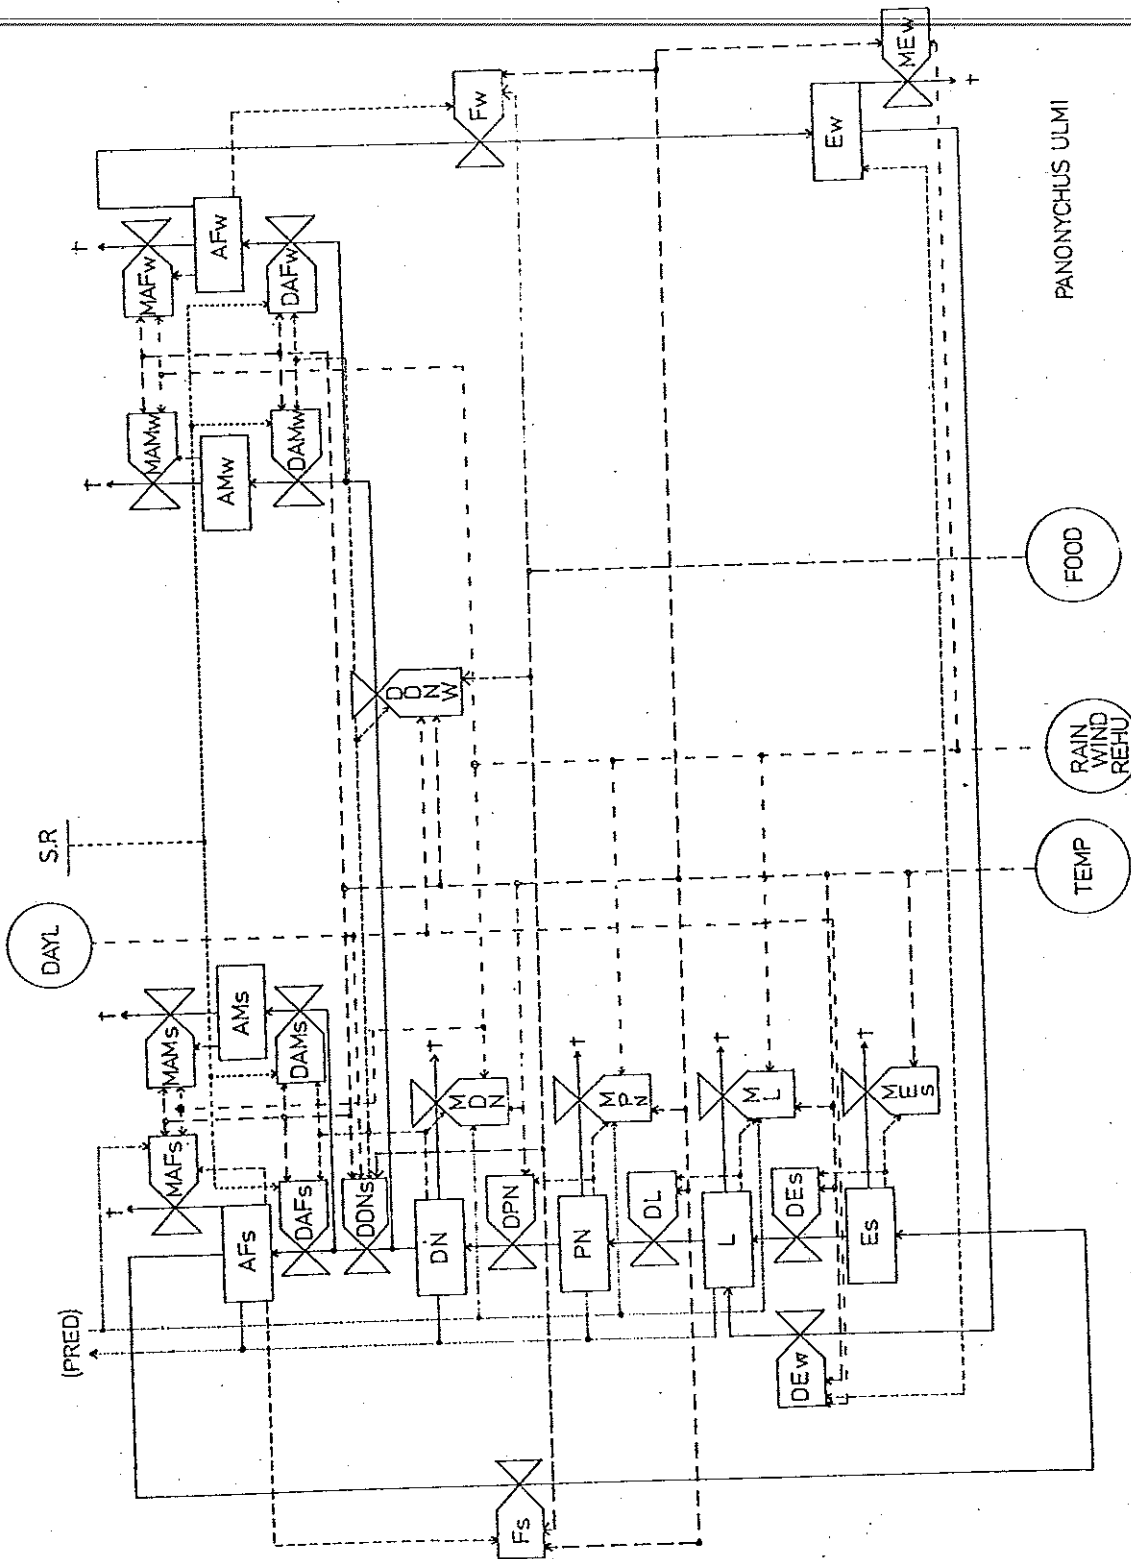 (PRED)
DAYL
S.R
MAFs
MAMs
AFs
AMs
DAFs
DAMs
MAMw
MAFw
AMw
AFw
DAMw
DAFw
DDNs
DDNW
DN
MDN
DPN
PN
MPN
DL
L
ML
DEs
Es
MEs
DEw
Fs
Fw
Ew
MEw
TEMP
RAIN
WIND
REHU
FOOD
PANONYCHUS ULMI